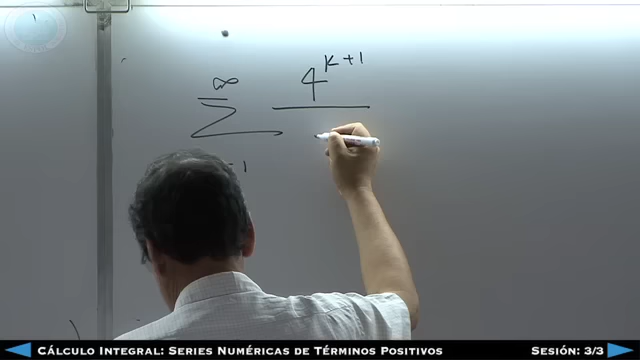 ∞
Σ 4^{k+1}
=1
CÁLCULO INTEGRAL: SERIES NUMÉRICAS DE TÉRMINOS POSITIVOS
SESIÓN: 3/3